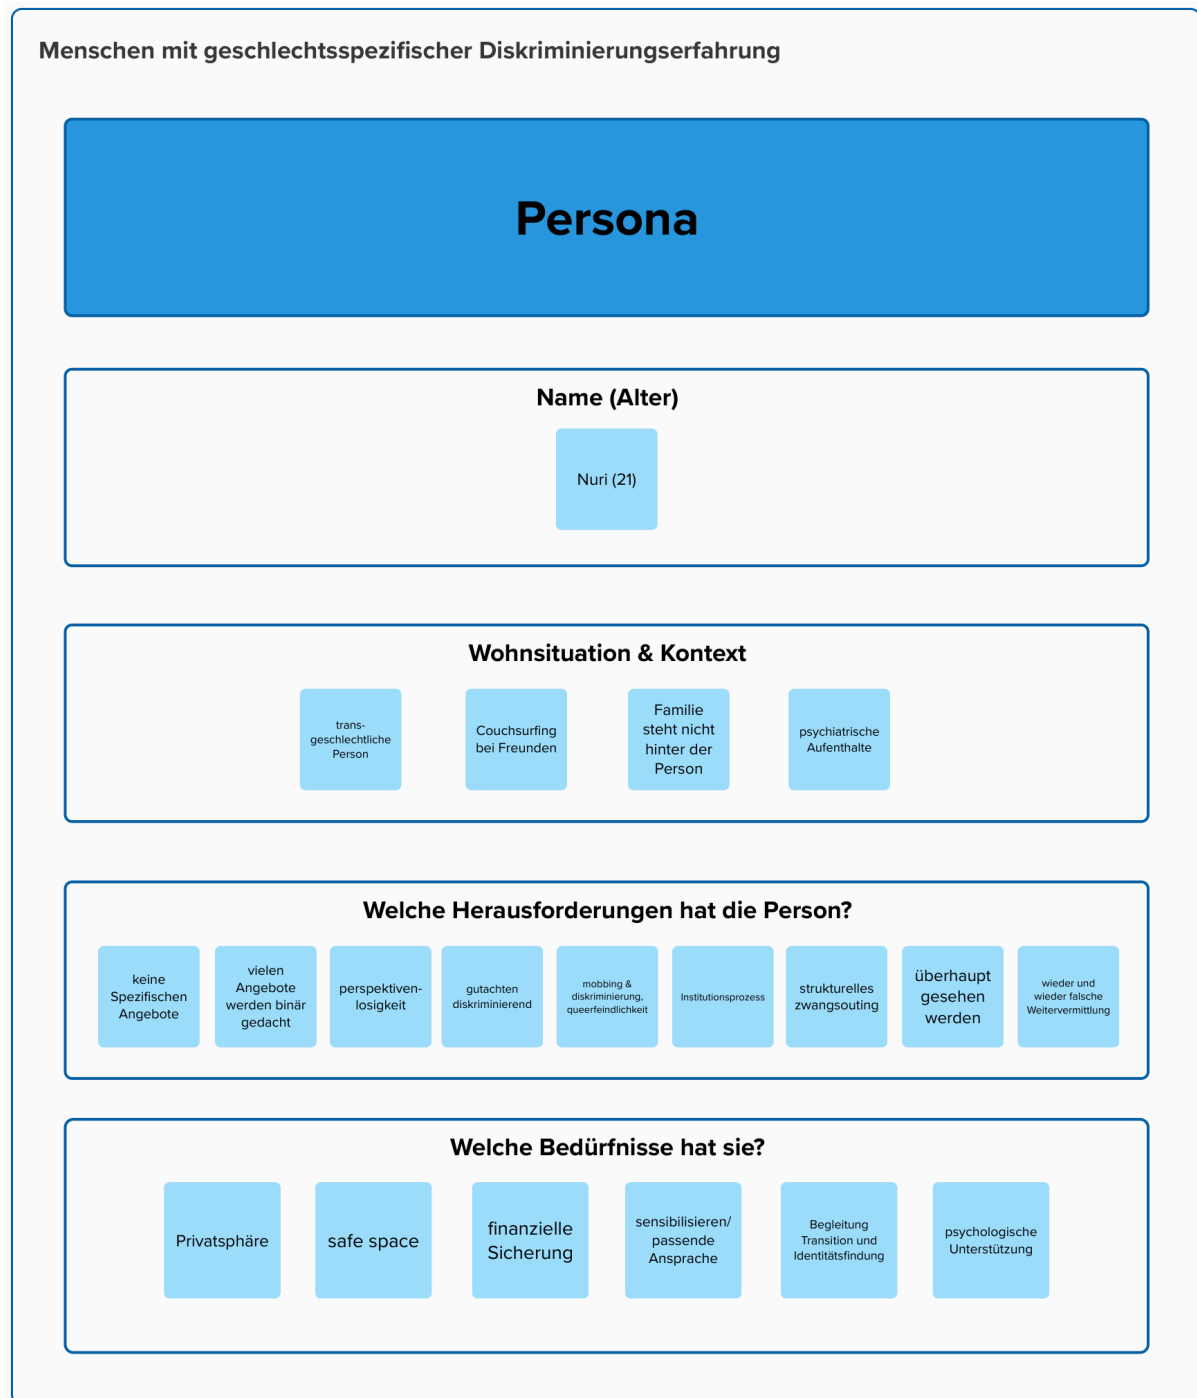 Menschen mit geschlechtsspezifischer Diskriminierungserfahrung
Persona
Name (Alter)
Nuri (21)
Wohnsituation & Kontext
trans-
geschlechtliche
Person
Couchsurfing
bei Freunden
Familie
steht nicht
hinter der
Person
psychiatrische
Aufenthalte
Welche Herausforderungen hat die Person?
keine
Spezifischen
Angebote
vielen
Angebote
werden binär
gedacht
perspektiven-
losigkeit
gutachten
diskriminierend
mobbing &
diskriminierung,
queerfeindlichkeit
Institutionsprozess
strukturelles
zwangsouting
überhaupt
gesehen
werden
wieder und
wieder falsche
Weitervermittlung
Welche Bedürfnisse hat sie?
Privatsphäre
safe space
finanzielle
Sicherung
sensibilisieren/
passende
Ansprache
Begleitung
Transition und
Identitätsfindung
psychologische
Unterstützung